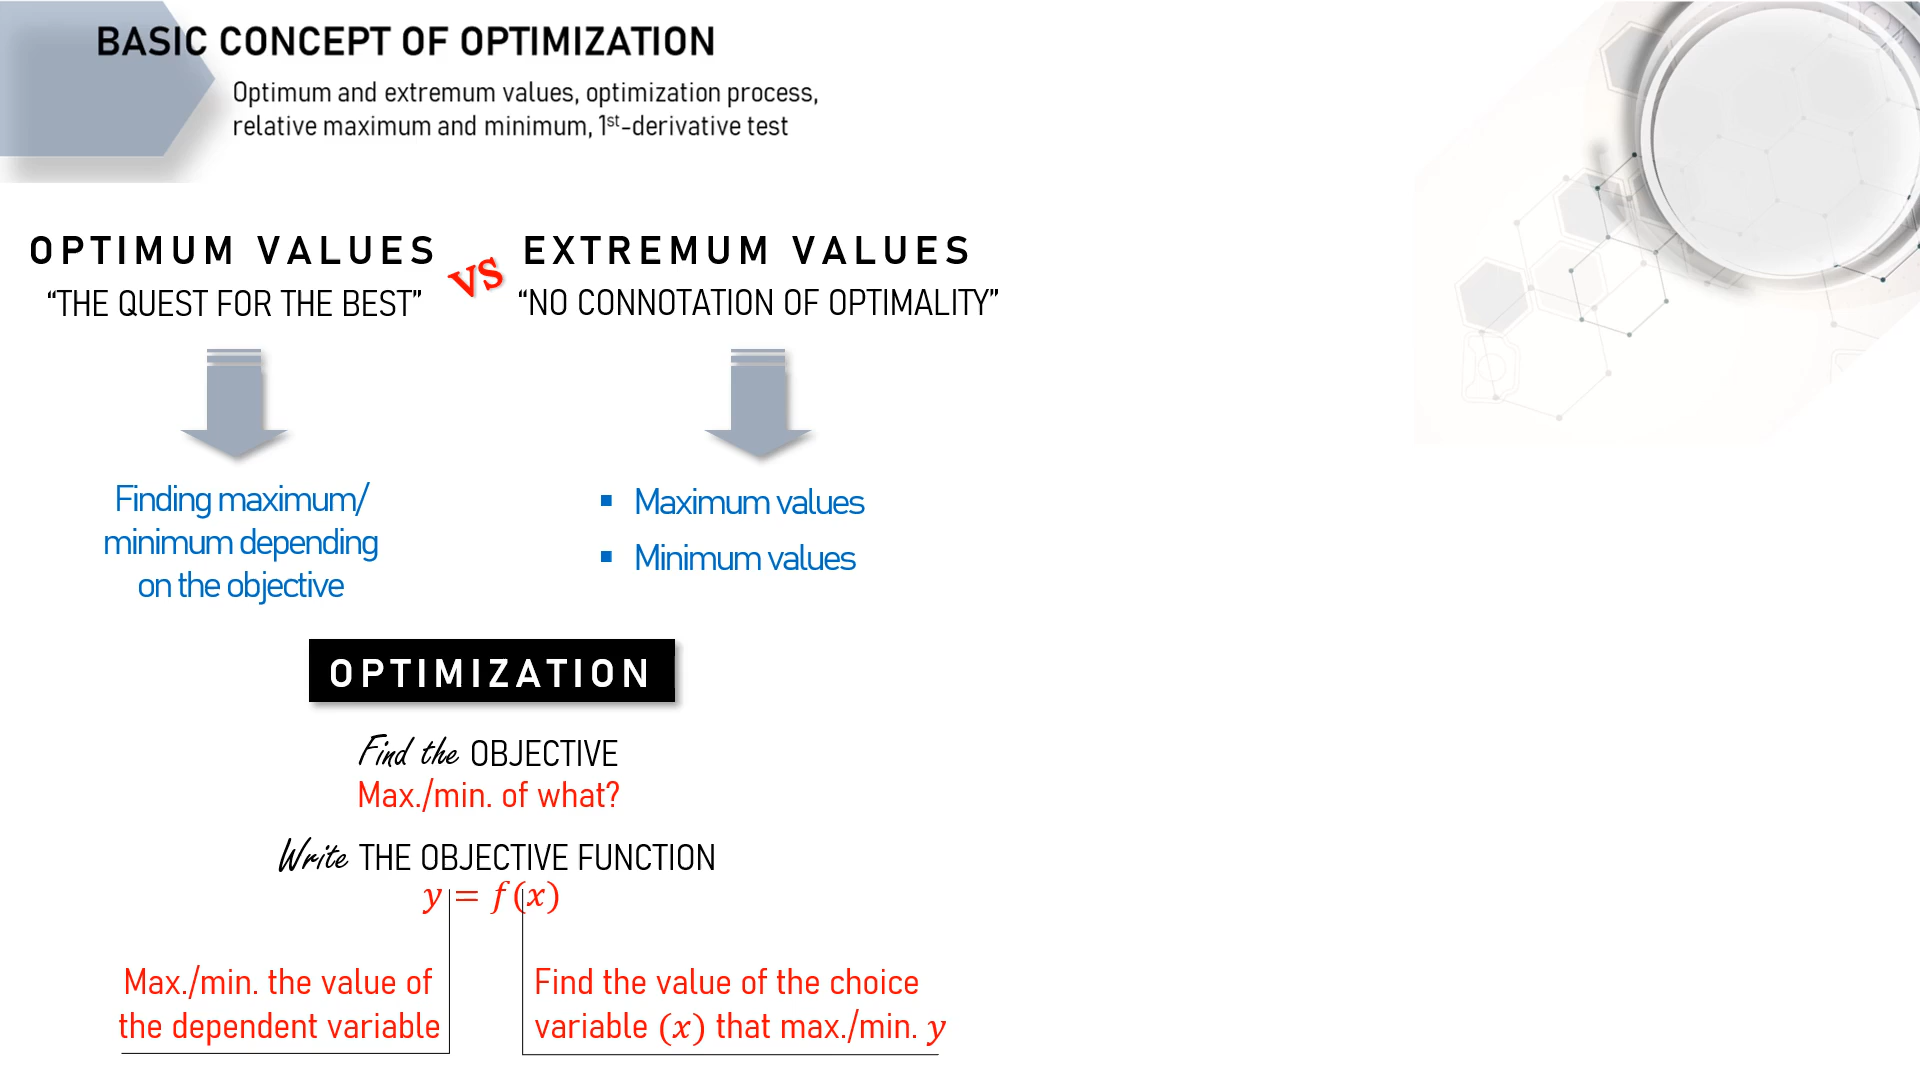 BASIC CONCEPT OF OPTIMIZATION
Optimum and extremum values, optimization process,
relative maximum and minimum, 1st-derivative test
OPTIMUM VALUES
“THE QUEST FOR THE BEST”
vs
EXTREMUM VALUES
“NO CONNOTATION OF OPTIMALITY”
Finding maximum/
minimum depending
on the objective
▪ Maximum values
▪ Minimum values
OPTIMIZATION
Find the OBJECTIVE
Max./min. of what?
Write THE OBJECTIVE FUNCTION
y = f(x)
Max./min. the value of
the dependent variable
Find the value of the choice
variable (x) that max./min. y